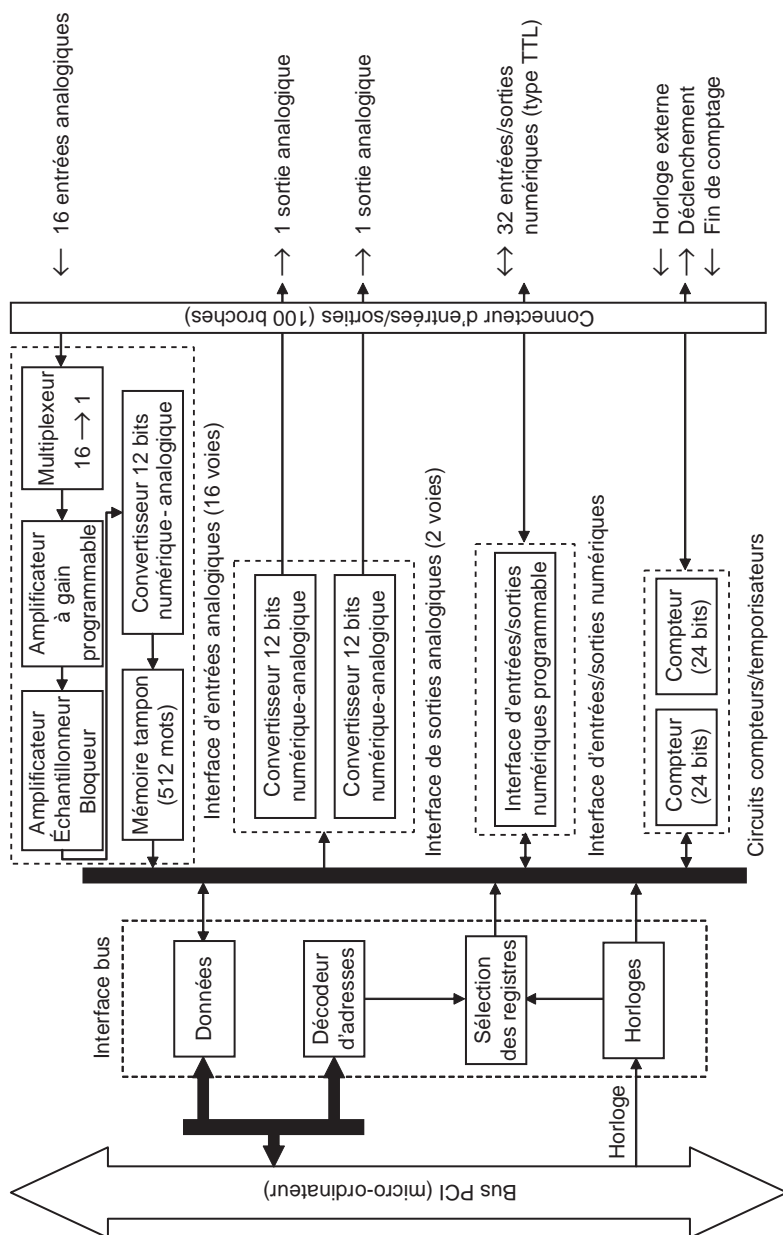 Bus PCI (micro-ordinateur)
Horloge
Interface bus
Données
Décodeur
d'adresses
Sélection
des registres
Horloges
Amplificateur
Échantillonneur
Bloqueur
Amplificateur
à gain
programmable
Multiplexeur
16 → 1
Mémoire tampon
(512 mots)
Convertisseur 12 bits
numérique- analogique
Interface d'entrées analogiques (16 voies)
Convertisseur 12 bits
numérique-analogique
Convertisseur 12 bits
numérique-analogique
Interface de sorties analogiques (2 voies)
Interface d'entrées/sorties
numériques programmable
Interface d'entrées/sorties numériques
Compteur
(24 bits)
Compteur
(24 bits)
Circuits compteurs/temporisateurs
Connecteur d'entrées/sorties (100 broches)
← 16 entrées analogiques
→ 1 sortie analogique
→ 1 sortie analogique
↔ 32 entrées/sorties
numériques (type TTL)
← Horloge externe
→ Déclenchement
← Fin de comptage